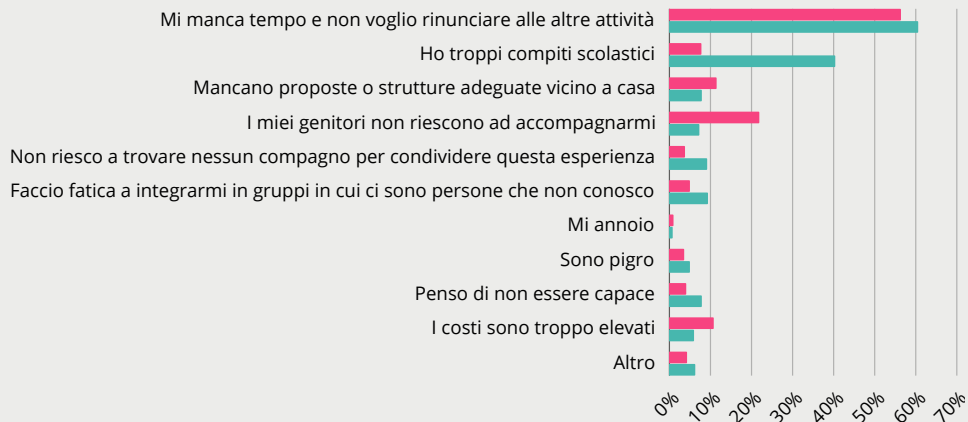 Mi manca tempo e non voglio rinunciare alle altre attività
Ho troppi compiti scolastici
Mancano proposte o strutture adeguate vicino a casa
I miei genitori non riescono ad accompagnarmi
Non riesco a trovare nessun compagno per condividere questa esperienza
Faccio fatica a integrarmi in gruppi in cui ci sono persone che non conosco
Mi annoio
Sono pigro
Penso di non essere capace
I costi sono troppo elevati
Altro
0% 10% 20% 30% 40% 50% 60% 70%